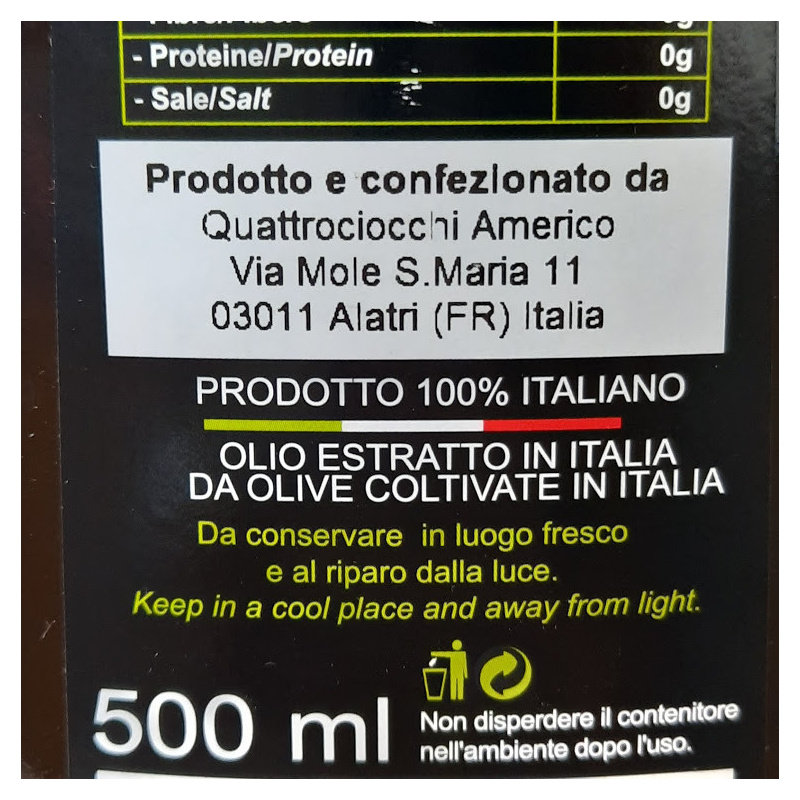 - Proteine/Protein 0g
- Sale/Salt 0g
Prodotto e confezionato da
Quattrociocchi Americo
Via Mole S.Maria 11
03011 Alatri (FR) Italia
PRODOTTO 100% ITALIANO
OLIO ESTRATTO IN ITALIA
DA OLIVE COLTIVATE IN ITALIA
Da conservare in luogo fresco
e al riparo dalla luce.
Keep in a cool place and away from light.
500 ml
Non disperdere il contenitore
nell'ambiente dopo l'uso.